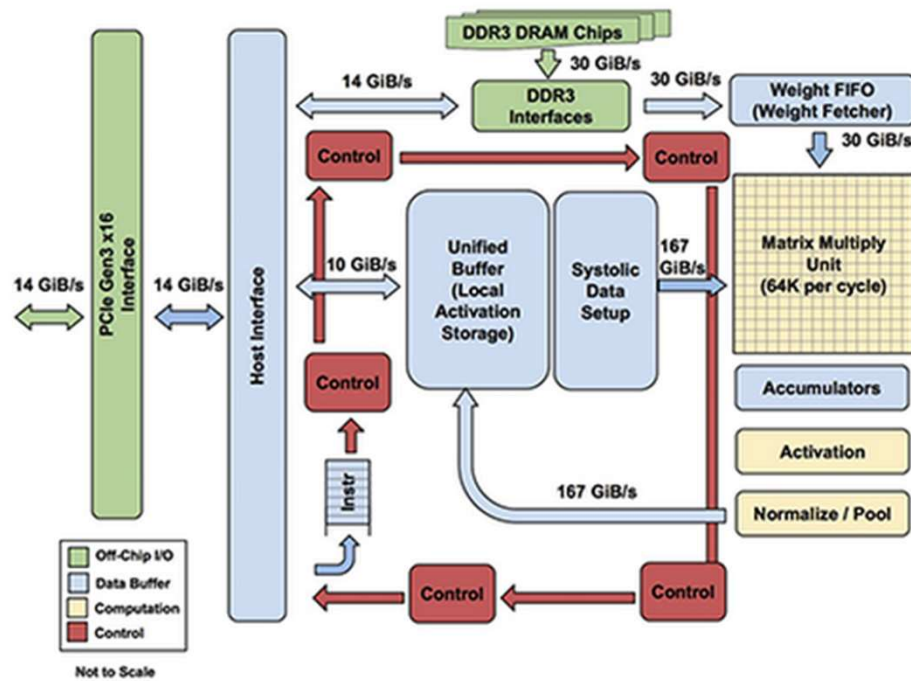 DDR3 DRAM Chips
30 GiB/s
14 GiB/s
DDR3
Interfaces
30 GiB/s
Weight FIFO
(Weight Fetcher)
30 GiB/s
Control
Control
PCIe Gen3 x16
Interface
14 GiB/s
14 GiB/s
Host Interface
10 GiB/s
Unified
Buffer
(Local
Activation
Storage)
Systolic
Data
Setup
167
GiB/s
Matrix Multiply
Unit
(64K per cycle)
Control
Accumulators
Activation
Instr
167 GiB/s
Normalize / Pool
Control
Control
Off-Chip I/O
Data Buffer
Computation
Control
Not to Scale